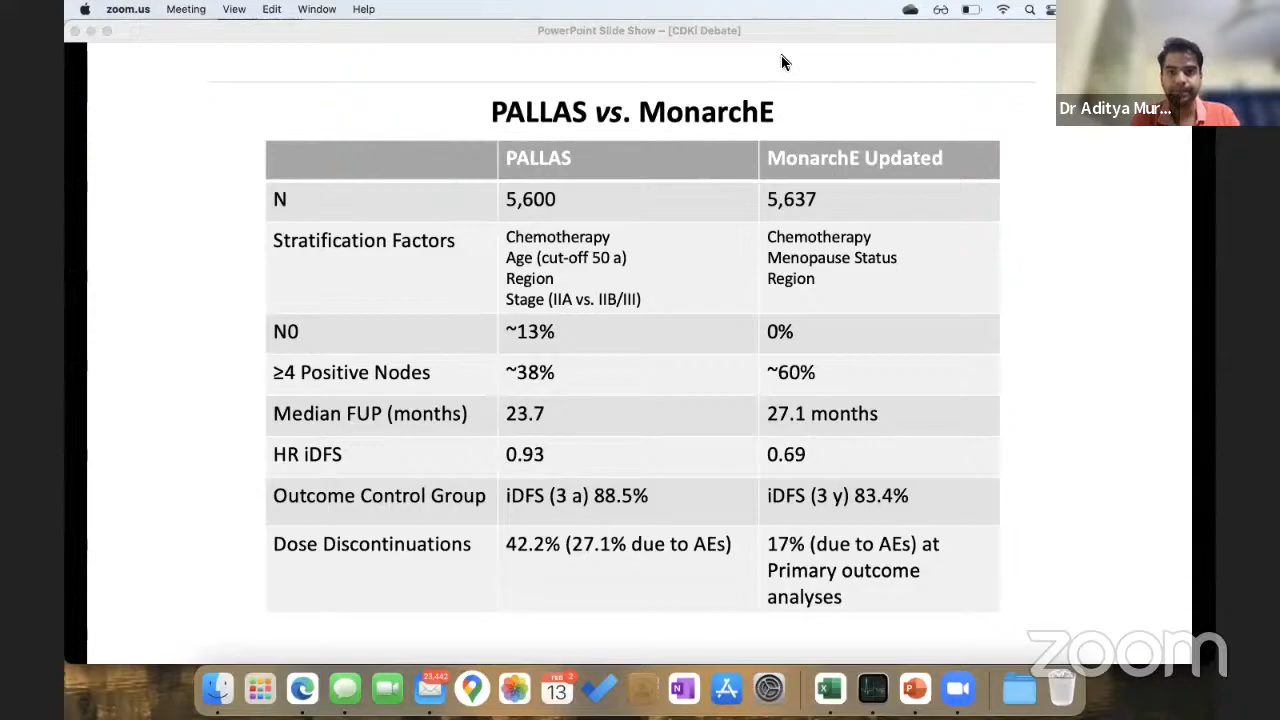 zoom.us Meeting View Edit Window Help
PowerPoint Slide Show – [CDKi Debate]
Dr Aditya Mur...
PALLAS vs. MonarchE
PALLAS MonarchE Updated
N 5,600 5,637
Stratification Factors Chemotherapy Chemotherapy
Age (cut-off 50 a) Menopause Status
Region Region
Stage (IIA vs. IIB/III)
N0 ~13% 0%
≥4 Positive Nodes ~38% ~60%
Median FUP (months) 23.7 27.1 months
HR iDFS 0.93 0.69
Outcome Control Group iDFS (3 a) 88.5% iDFS (3 y) 83.4%
Dose Discontinuations 42.2% (27.1% due to AEs) 17% (due to AEs) at
Primary outcome
analyses
zoom
23,442
FEB 2
13
N X P